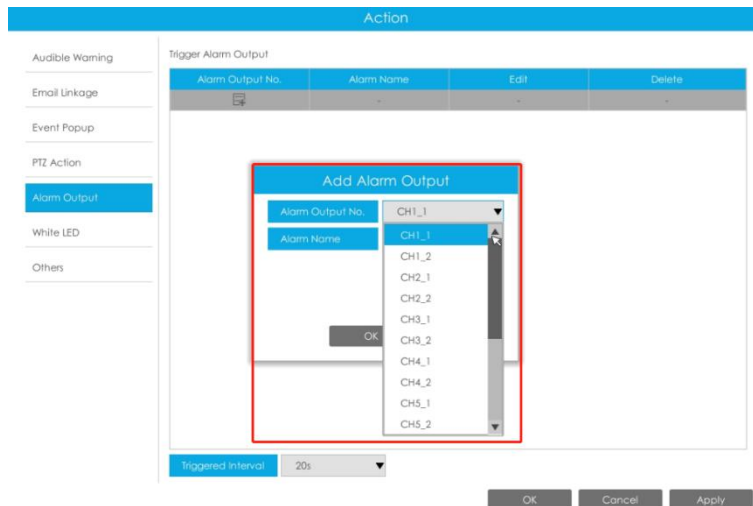 Action
Audible Warning
Email Linkage
Event Popup
PTZ Action
Alarm Output
White LED
Others
Trigger Alarm Output
Alarm Output No. Alarm Name Edit Delete
- - -
Add Alarm Output
Alarm Output No. CH1_1
Alarm Name
CH1_1
CH1_2
CH2_1
CH2_2
CH3_1
CH3_2
CH4_1
CH4_2
CH5_1
CH5_2
OK
Triggered Interval 20s
OK Cancel Apply